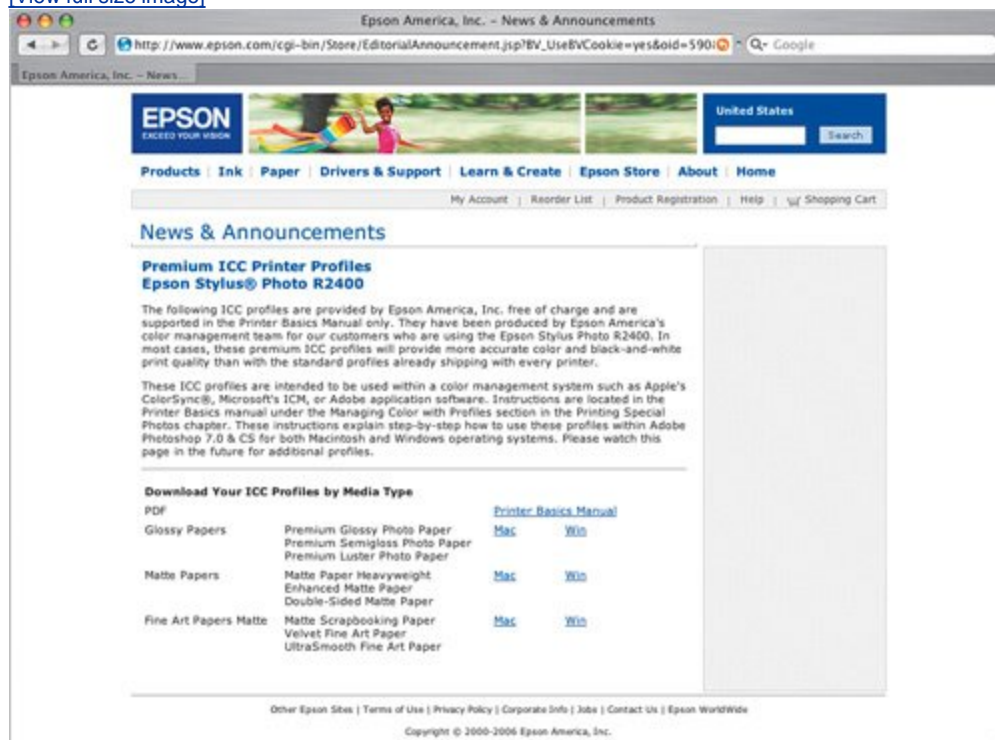 [View full size image]
Epson America, Inc. – News & Announcements
http://www.epson.com/cgi-bin/Store/EditorialAnnouncement.jsp?BV_UseBVCookie=yes&oid=590
Google
Epson America, Inc. – News...
EPSON
EXCEED YOUR VISION
United States
Search
Products | Ink | Paper | Drivers & Support | Learn & Create | Epson Store | About | Home
My Account | Reorder List | Product Registration | Help | Shopping Cart
News & Announcements
Premium ICC Printer Profiles
Epson Stylus® Photo R2400
The following ICC profiles are provided by Epson America, Inc. free of charge and are
supported in the Printer Basics Manual only. They have been produced by Epson America's
color management team for our customers who are using the Epson Stylus Photo R2400. In
most cases, these premium ICC profiles will provide more accurate color and black-and-white
print quality than with the standard profiles already shipping with every printer.
These ICC profiles are intended to be used within a color management system such as Apple's
ColorSync®, Microsoft's ICM, or Adobe application software. Instructions are located in the
Printer Basics manual under the Managing Color with Profiles section in the Printing Special
Photos chapter. These instructions explain step-by-step how to use these profiles within Adobe
Photoshop 7.0 & CS for both Macintosh and Windows operating systems. Please watch this
page in the future for additional profiles.
Download Your ICC Profiles by Media Type
PDF Printer Basics Manual
Glossy Papers Premium Glossy Photo Paper Mac Win
Premium Semigloss Photo Paper
Premium Luster Photo Paper
Matte Papers Matte Paper Heavyweight Mac Win
Enhanced Matte Paper
Double-Sided Matte Paper
Fine Art Papers Matte Matte Scrapbooking Paper Mac Win
Velvet Fine Art Paper
UltraSmooth Fine Art Paper
Other Epson Sites | Terms of Use | Privacy Policy | Corporate Info | Jobs | Contact Us | Epson WorldWide
Copyright © 2000-2006 Epson America, Inc.